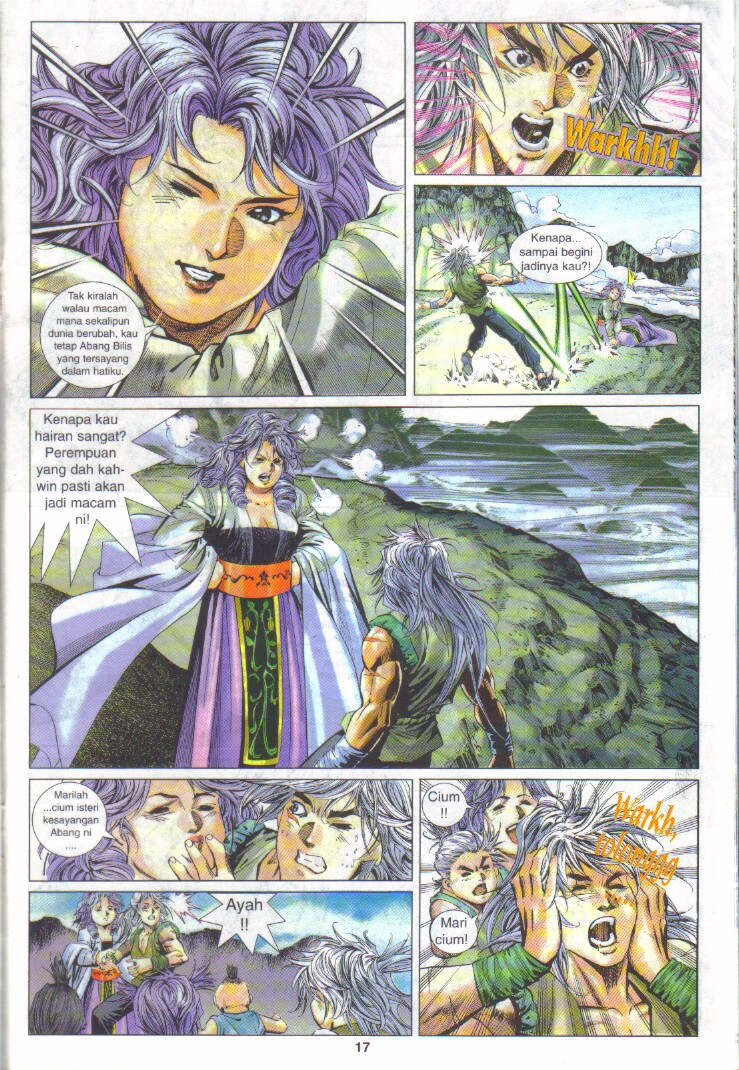 Tak kiralah
walau macam
mana sekalipun
dunia berubah, kau
tetap Abang Bilis
yang tersayang
dalam hatiku.
Warkhh!
Kenapa...
sampai begini
jadinya kau?!
Kenapa kau
hairan sangat?
Perempuan
yang dah kah-
win pasti akan
jadi macam
ni!
Marilah
...cium isteri
kesayangan
Abang ni
....
Ayah
!!
Cium
!!
Mari
cium!
Warkh,
tolonggg
....
17